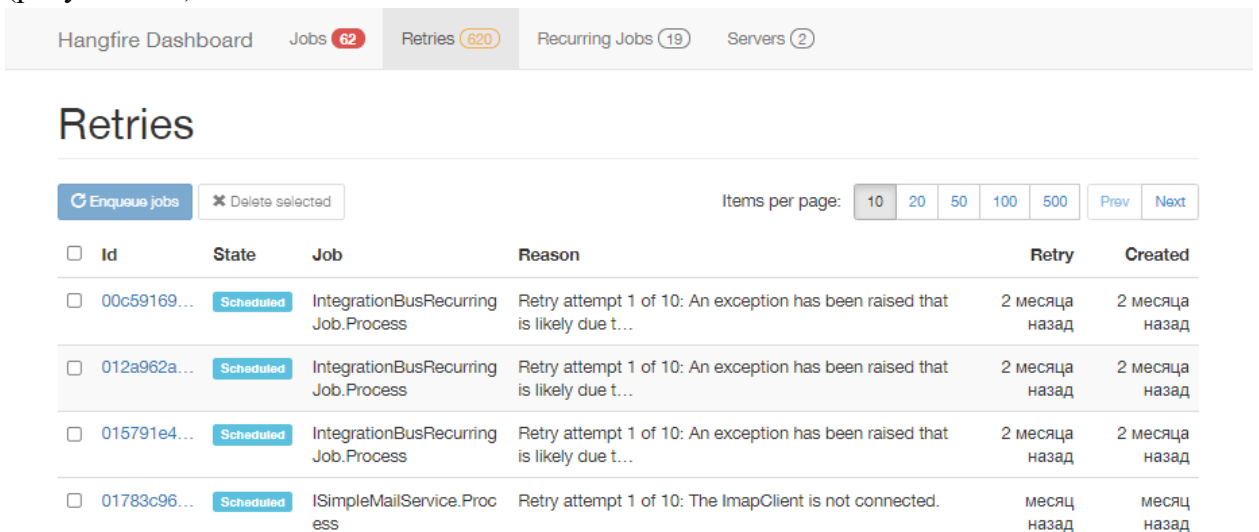 Hangfire Dashboard Jobs 62 Retries 620 Recurring Jobs 19 Servers 2
Retries
Enqueue jobs Delete selected Items per page: 10 20 50 100 500 Prev Next
Id State Job Reason Retry Created
00c59169... Scheduled IntegrationBusRecurring Retry attempt 1 of 10: An exception has been raised that 2 месяца 2 месяца
Job.Process is likely due t... назад назад
012a962a... Scheduled IntegrationBusRecurring Retry attempt 1 of 10: An exception has been raised that 2 месяца 2 месяца
Job.Process is likely due t... назад назад
015791e4... Scheduled IntegrationBusRecurring Retry attempt 1 of 10: An exception has been raised that 2 месяца 2 месяца
Job.Process is likely due t... назад назад
01783c96... Scheduled ISimpleMailService.Proc Retry attempt 1 of 10: The ImapClient is not connected. месяц месяц
ess назад назад